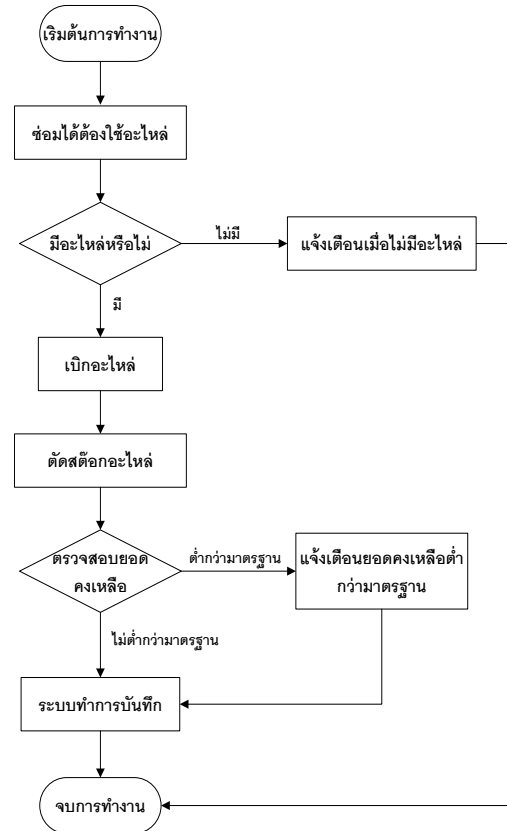 เริ่มต้นการทำงาน
ซ่อมได้ต้องใช้อะไหล่
มีอะไหล่หรือไม่
ไม่มี
แจ้งเตือนเมื่อไม่มีอะไหล่
มี
เบิกอะไหล่
ตัดสต๊อกอะไหล่
ตรวจสอบยอด
คงเหลือ
ต่ำกว่ามาตรฐาน
แจ้งเตือนยอดคงเหลือต่ำ
กว่ามาตรฐาน
ไม่ต่ำกว่ามาตรฐาน
ระบบทำการบันทึก
จบการทำงาน